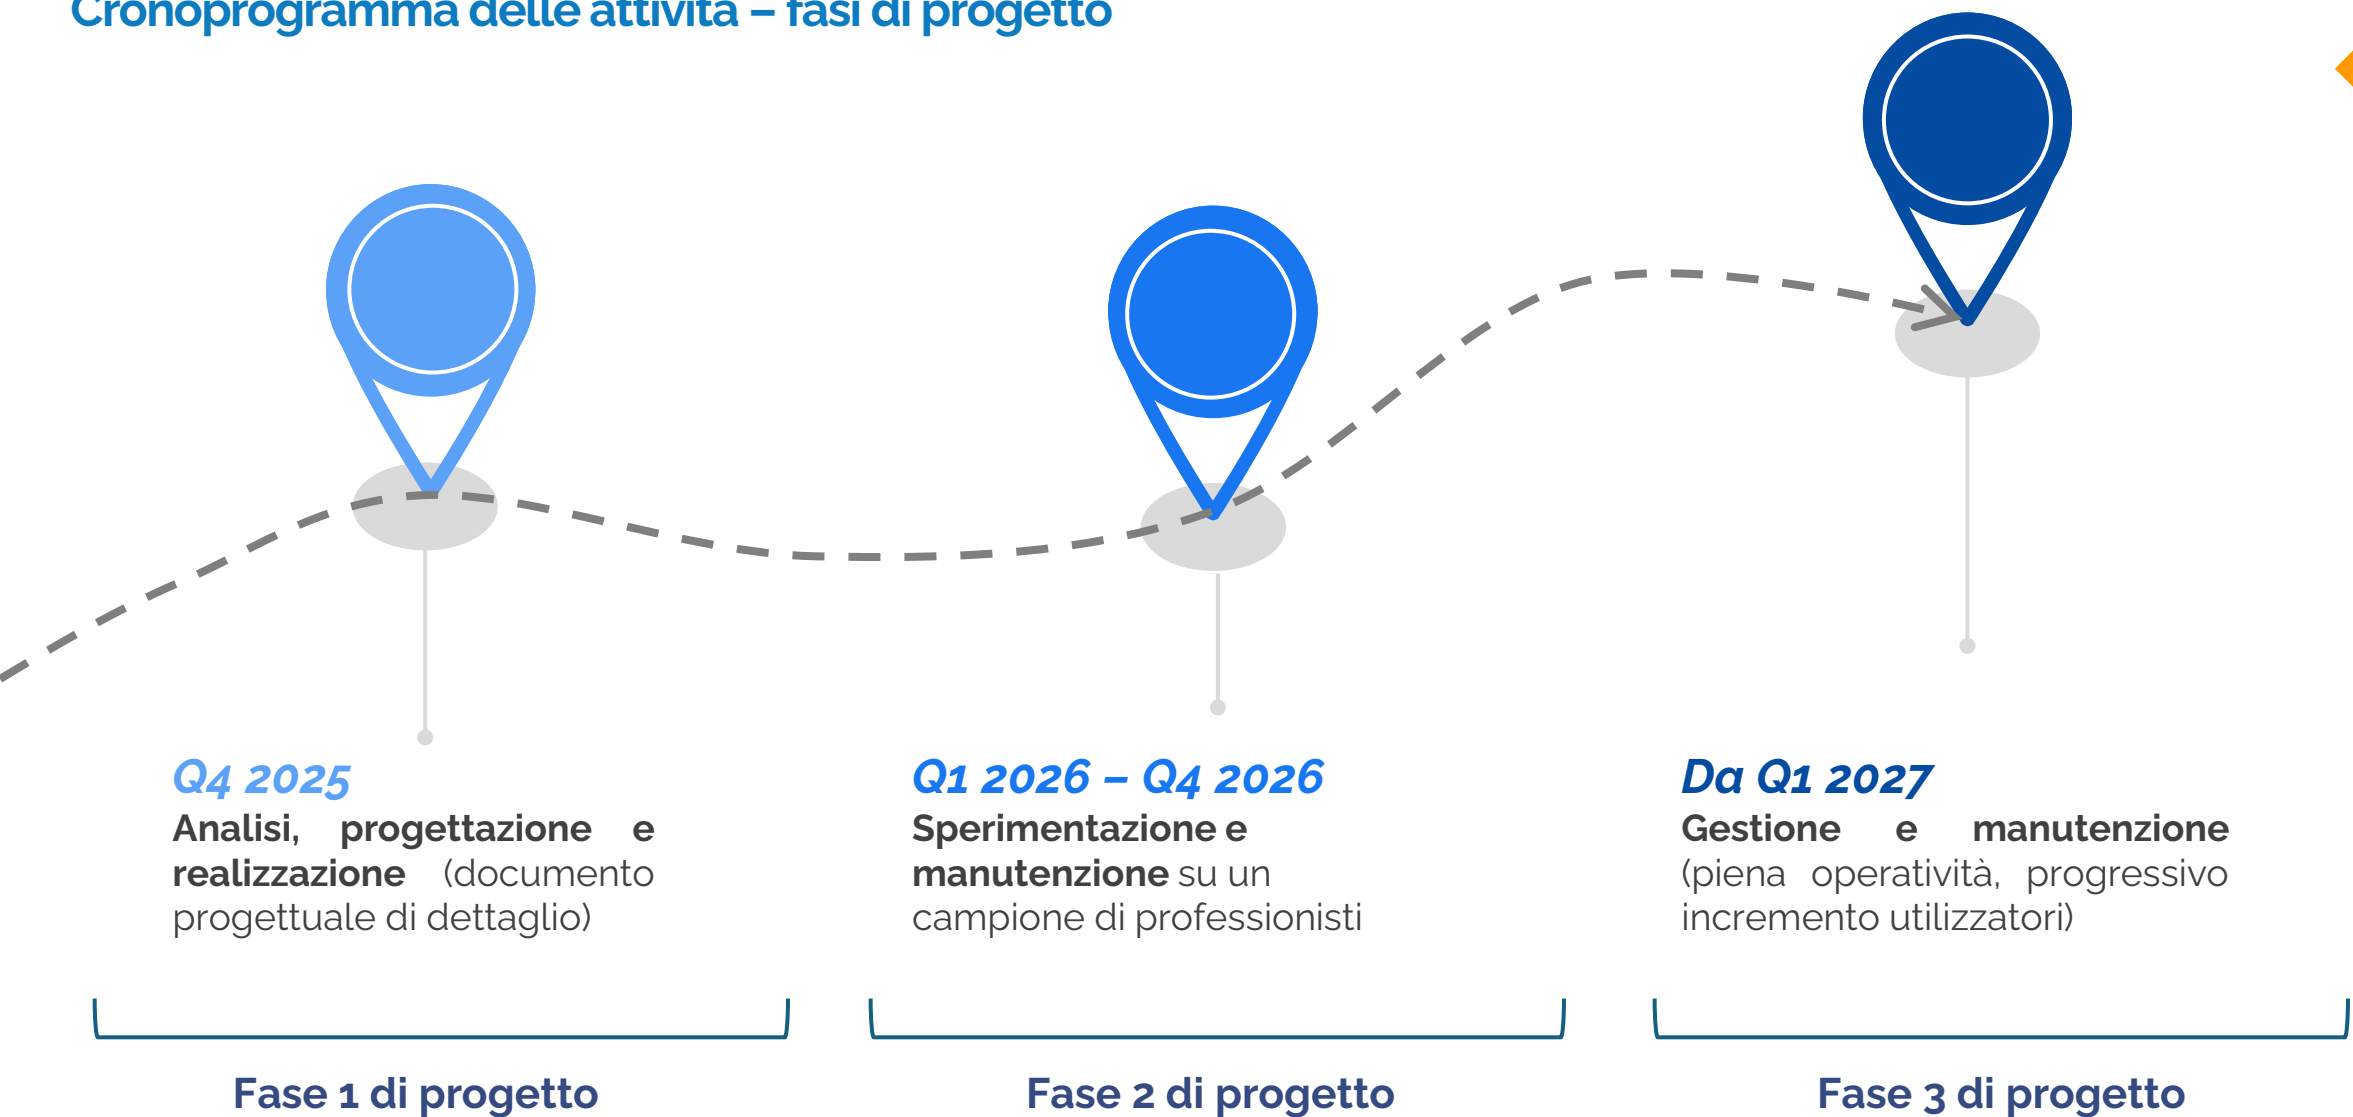 Cronoprogramma delle attività – fasi di progetto
Q4 2025
Analisi, progettazione e
realizzazione (documento
progettuale di dettaglio)
Q1 2026 – Q4 2026
Sperimentazione e
manutenzione su un
campione di professionisti
Da Q1 2027
Gestione e manutenzione
(piena operatività, progressivo
incremento utilizzatori)
Fase 1 di progetto
Fase 2 di progetto
Fase 3 di progetto